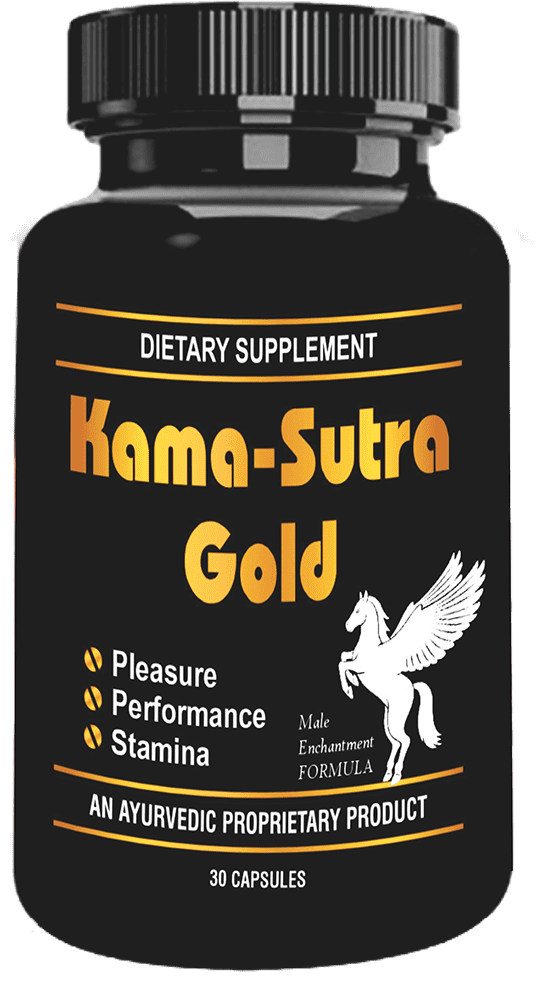 DIETARY SUPPLEMENT
Kama-Sutra
Gold
Pleasure
Performance
Stamina
Male
Enchantment
FORMULA
AN AYURVEDIC PROPRIETARY PRODUCT
30 CAPSULES